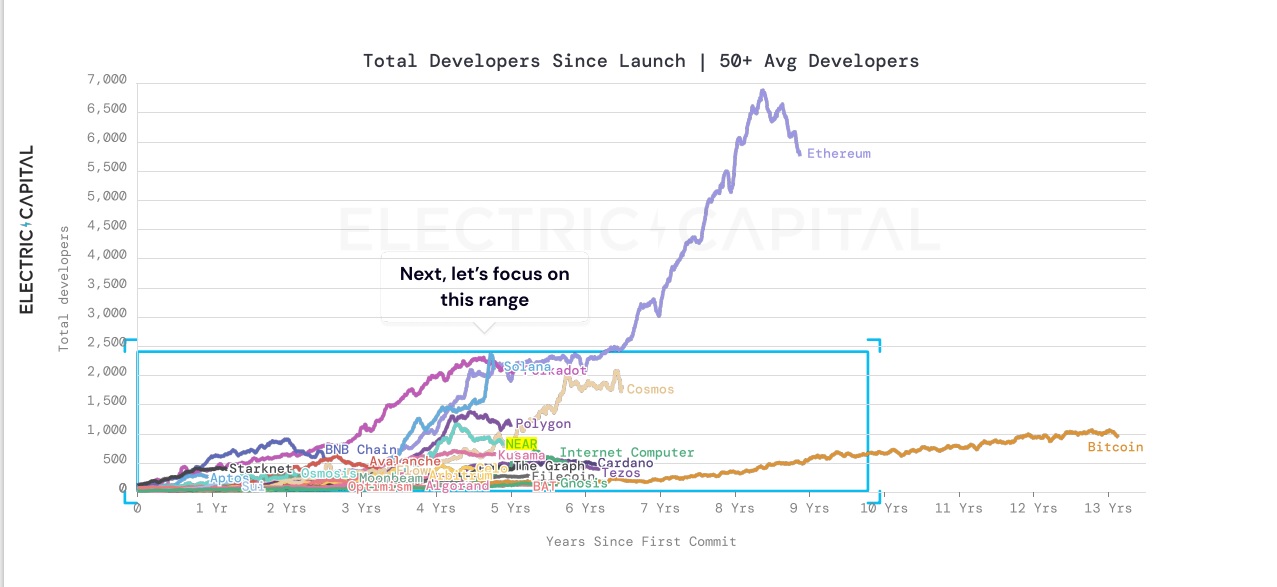 Total Developers Since Launch | 50+ Avg Developers
ELECTRIC CAPITAL
Total developers
7,000
6,500
6,000
5,500
5,000
4,500
4,000
3,500
3,000
2,500
2,000
1,500
1,000
500
0
ELECTRIC CAPITAL
Next, let's focus on
this range
Ethereum
Solana
Polkadot
Cosmos
Polygon
NEAR
BNB Chain
Internet Computer
Bitcoin
Kusama
Avalanche
Cardano
Starknet
The Graph
Osmosis
Flow
Celo
Tezos
Aptos
Moonbeam
Arbitrum
Filecoin
Sui
Optimism
Algorand
BAT
Gnosis
0 1 Yr 2 Yrs 3 Yrs 4 Yrs 5 Yrs 6 Yrs 7 Yrs 8 Yrs 9 Yrs 10 Yrs 11 Yrs 12 Yrs 13 Yrs
Years Since First Commit